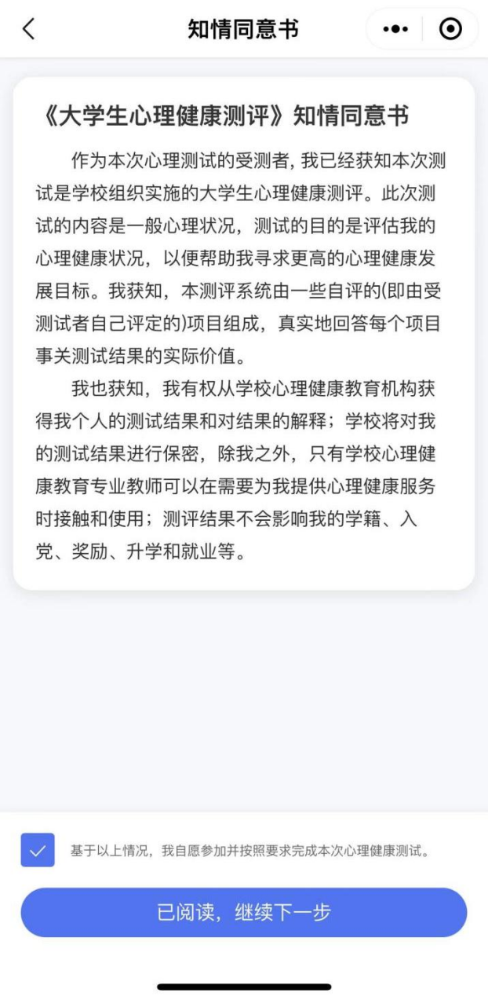 知情同意书
《大学生心理健康测评》知情同意书
作为本次心理测试的受测者,我已经获知本次测
试是学校组织实施的大学生心理健康测评。此次测
试的内容是一般心理状况，测试的目的是评估我的
心理健康状况，以便帮助我寻求更高的心理健康发
展目标。我获知，本测评系统由一些自评的(即由受
测试者自己评定的)项目组成，真实地回答每个项目
事关测试结果的实际价值。
我也获知，我有权从学校心理健康教育机构获
得我个人的测试结果和对结果的解释；学校将对我
的测试结果进行保密，除我之外，只有学校心理健
康教育专业教师可以在需要为我提供心理健康服务
时接触和使用；测评结果不会影响我的学籍、入
党、奖励、升学和就业等。
基于以上情况，我自愿参加并按照要求完成本次心理健康测试。
已阅读，继续下一步